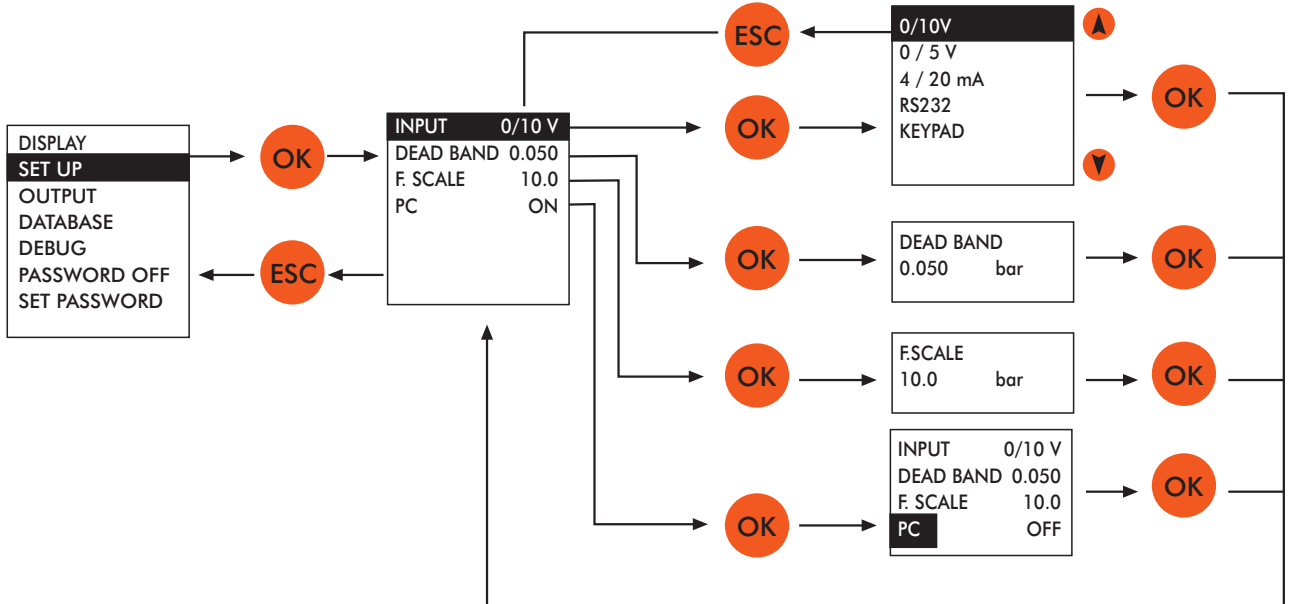 DISPLAY
SET UP
OUTPUT
DATABASE
DEBUG
PASSWORD OFF
SET PASSWORD
OK
ESC
INPUT 0/10 V
DEAD BAND 0.050
F. SCALE 10.0
PC ON
ESC
OK
0/10V
0 / 5 V
4 / 20 mA
RS232
KEYPAD
OK
OK
DEAD BAND
0.050 bar
OK
OK
F.SCALE
10.0 bar
OK
OK
INPUT 0/10 V
DEAD BAND 0.050
F. SCALE 10.0
PC OFF
OK